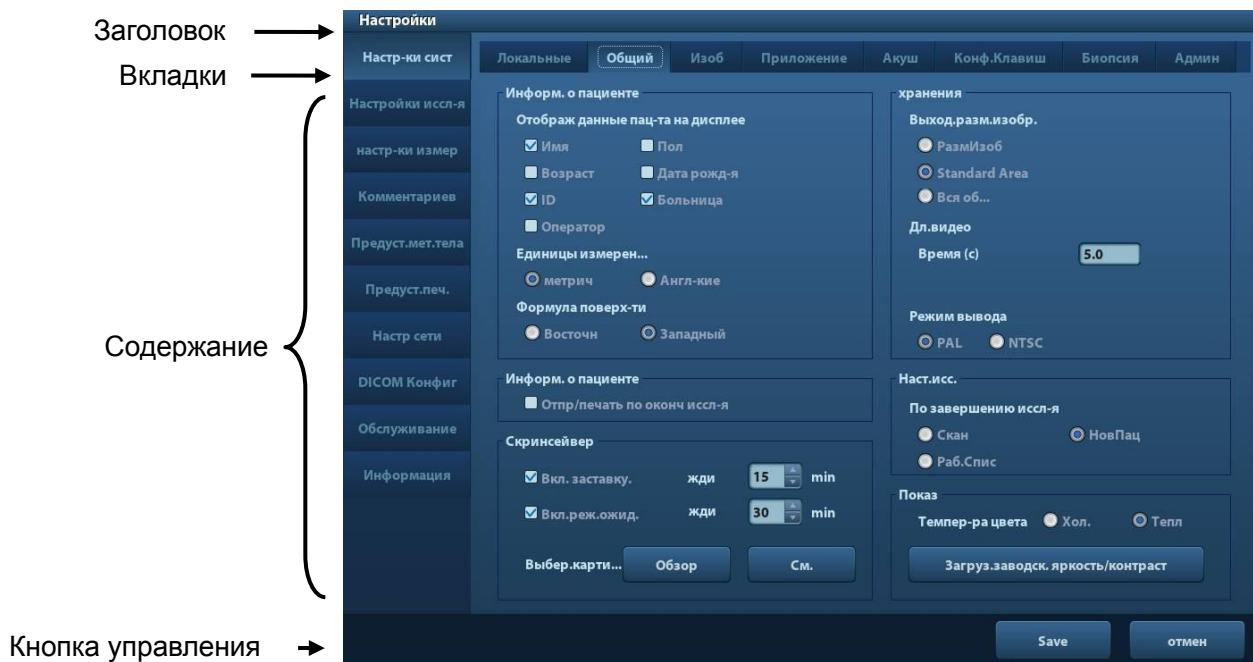 Заголовок
Вкладки
Содержание
Кнопка управления
Настройки
Настр-ки сист
Настройки иссл-я
настр-ки измер
Комментариев
Предуст.мет.тела
Предуст.печ.
Настр сети
DICOM Конфиг
Обслуживание
Информация
Локальные Общий Изоб Приложение Акуш Конф.Клавиш Биопсия Админ
Информ. о пациенте
Отображ данные пац-та на дисплее
Имя Пол
Возраст Дата рожд-я
ID Больница
Оператор
Единицы измерен...
метрич Англ-кие
Формула поверх-ти
Восточн Западный
Информ. о пациенте
Отпр/печать по оконч иссл-я
Скринсейвер
Вкл. заставку. жди 15 min
Вкл.реж.ожид. жди 30 min
Выбер.карти... Обзор См.
хранения
Выход.разм.изобр.
РазмИзоб
Standard Area
Вся об...
Дл.видео
Время (с) 5.0
Режим вывода
PAL NTSC
Наст.исс.
По завершению иссл-я
Скан НовПац
Раб.Спис
Показ
Темпер-ра цвета Хол. Тепл
Загруз.заводск. яркость/контраст
Save отмен